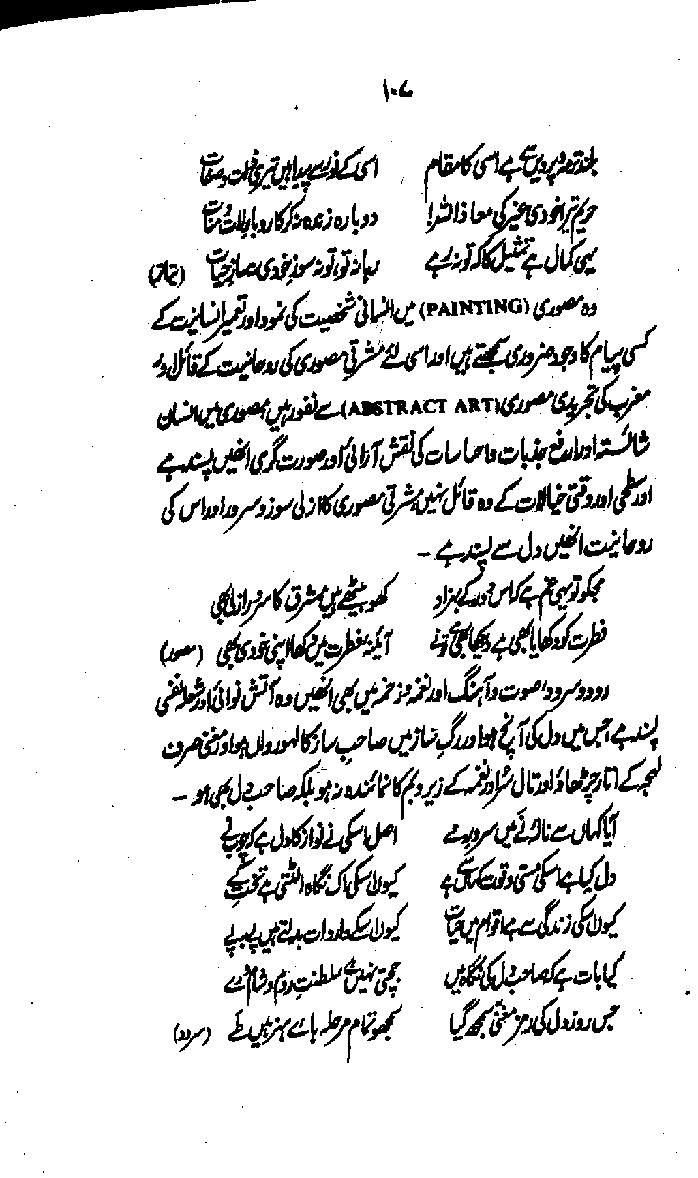 ۱۰۷
بلند تر مہ و پرویں سے ہے اسی کا مقام اسی کے نور سے پیدا ہیں تیرے ذات و صفات
حریم تیرا خودی غیر کی معاذ اللہ! دوبارہ زندہ نہ کر کاروبار لات و منات
یہی کمال ہے تمثیل کا کہ تو نہ رہے رہا نہ تو، تو نہ سوز خودی نہ ساز حیات (تیاتر)
وہ مصوری (PAINTING) میں انسانی شخصیت کی نمود اور تعمیر انسانیت کے
کسی پیام کا وجود ضروری سمجھتے ہیں اور اسی لئے مشرقی مصوری کی روحانیت کے قائل اور
مغرب کی تجریدی مصوری (ABSTRACT ART) سے نفور ہیں، مصوری میں انسان
شائستہ اور ارفع جذبات و احساسات کی نقش آرائی اور صورت گری انھیں پسند ہے
اور سطحی اور وقتی خیالات کے وہ قائل نہیں، مشرقی مصوری کا ازلی سوز و سرور اور اس کی
روحانیت انھیں دل سے پسند ہے ۔
مجکو تو یہی غم ہے کہ اس دور کے بہزاد کھو بیٹھے ہیں مشرق کا سرور ازلی بھی
فطرت کو دکھایا بھی ہے دیکھا بھی ہے تو نے آئینۂ فطرت میں دکھا اپنی خودی بھی (مصور)
رود و سرود، صوت و آہنگ اور نغمہ و زخمہ میں بھی انھیں وہ آتش نوائی اور شعلہ نفسی
پسند ہے جس میں دل کی آنچ ہو اور رگ ساز میں صاحب ساز کا لہو رواں ہو اور مغنی صرف
لہجہ کے اتار چڑھاؤ اور تال سُر اور نغمہ کے زیر و بم کا نمائندہ نہ ہو بلکہ صاحب دل بھی ہو ۔
آیا کہاں سے نالۂ نے میں سرور مے اصل اسکی نے نواز کا دل ہے کہ چوب نے
دل کیا ہے، اسکی مستی و قوت کہاں سے ہے کیوں اسکی اک نگاہ الٹتی ہے تخت کے
کیوں اسکی زندگی سے ہے اقوام میں حیات کیوں اسکے واردات بدلتے ہیں پے بہ پے
کیا بات ہے کہ صاحب دل کی نگاہ میں جچتی نہیں ہے سلطنت روم و شام و رے
جس روز دل کی رمز مغنی سمجھ گیا سمجھو تمام مرحلہ ہائے ہنر ہیں طے (سرود)